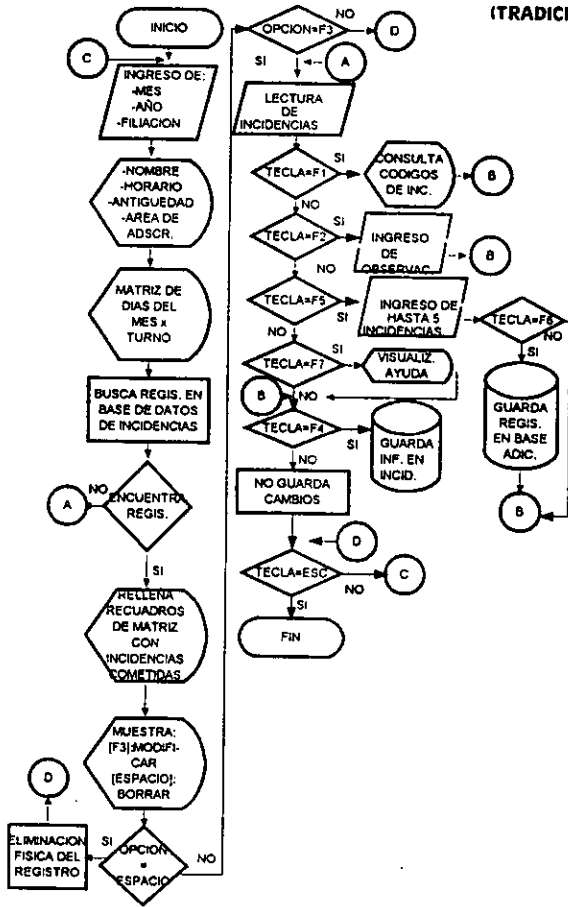 (TRADICI
INICIO
C
INGRESO DE:
-MES
-AÑO
-FILIACION
-NOMBRE
-HORARIO
-ANTIGUEDAD
-AREA DE
ADSCR.
MATRIZ DE
DIAS DEL
MES x
TURNO
BUSCA REGIS. EN
BASE DE DATOS
DE INCIDENCIAS
ENCUENTRA
REGIS.
NO
A
SI
RELLENA
RECUADROS
DE MATRIZ
CON
INCIDENCIAS
COMETIDAS
MUESTRA:
[F3]:MODIFI-
CAR
[ESPACIO]:
BORRAR
OPCION
=
ESPACIO
SI
NO
ELIMINACION
FISICA DEL
REGISTRO
D
OPCION=F3
NO
D
SI
A
LECTURA
DE
INCIDENCIAS
TECLA=F1
SI
CONSULTA
CODIGOS
DE INC.
B
NO
TECLA=F2
SI
INGRESO
DE
OBSERVAC.
B
NO
TECLA=F5
SI
INGRESO DE
HASTA 5
INCIDENCIAS
TECLA=F6
NO
SI
GUARDA
REGIS.
EN BASE
ADIC.
B
NO
TECLA=F7
SI
VISUALIZ.
AYUDA
B
NO
TECLA=F4
SI
GUARDA
INF. EN
INCID.
NO
NO GUARDA
CAMBIOS
D
TECLA=ESC
NO
C
SI
FIN